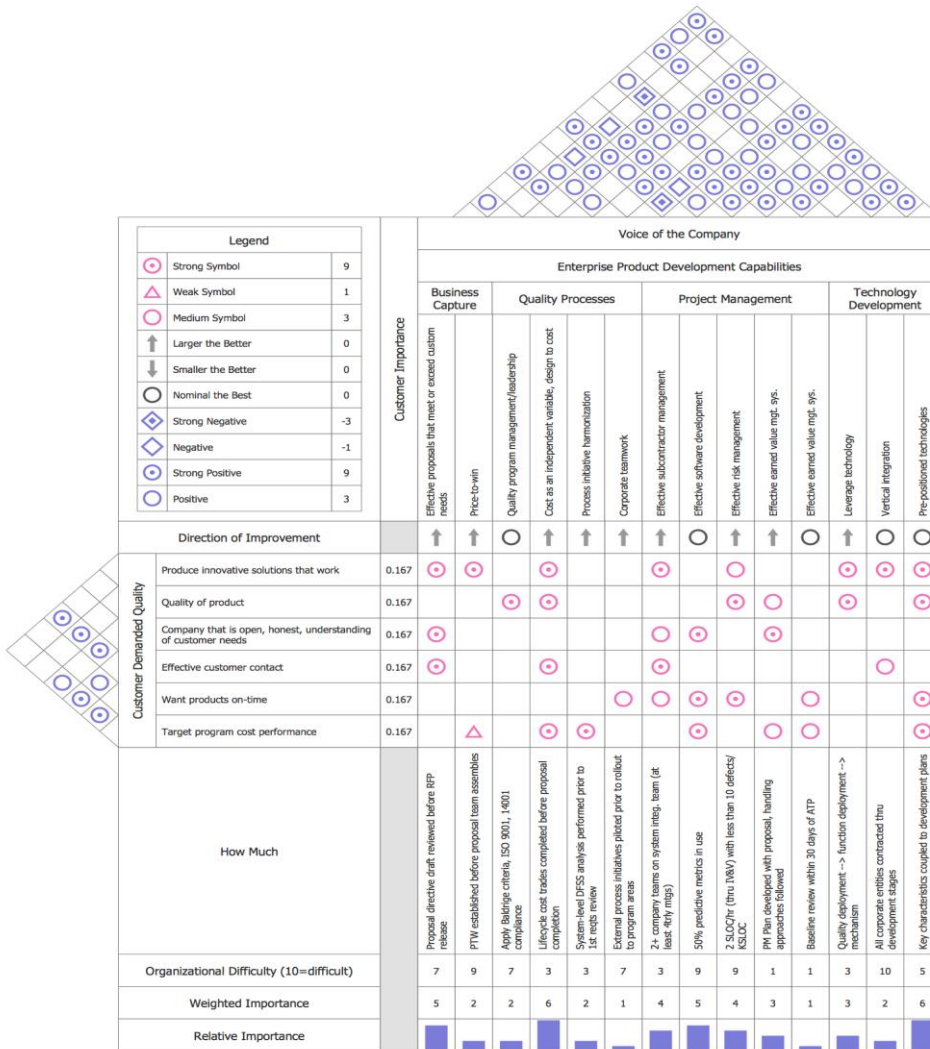 Legend
Strong Symbol 9
Weak Symbol 1
Medium Symbol 3
Larger the Better 0
Smaller the Better 0
Nominal the Best 0
Strong Negative -3
Negative -1
Strong Positive 9
Positive 3
Customer Importance
Voice of the Company
Enterprise Product Development Capabilities
Business
Capture
Quality Processes
Project Management
Technology
Development
Effective proposals that meet or exceed custom
needs
Price-to-win
Quality program management/leadership
Cost as an independent variable, design to cost
Process initiative harmonization
Corporate teamwork
Effective subcontractor management
Effective software development
Effective risk management
Effective earned value mgt. sys.
Effective earned value mgt. sys.
Leverage technology
Vertical integration
Pre-positioned technologies
Direction of Improvement
Customer Demanded Quality
Produce innovative solutions that work 0.167
Quality of product 0.167
Company that is open, honest, understanding
of customer needs 0.167
Effective customer contact 0.167
Want products on-time 0.167
Target program cost performance 0.167
How Much
Proposal directive draft reviewed before RFP
release
PTW established before proposal team assembles
Apply Baldrige criteria, ISO 9001, 14001
compliance
Lifecycle cost trades completed before proposal
completion
System-level DFSS analysis performed prior to
1st reqts review
External process initiatives piloted prior to rollout
to program areas
2+ company teams on system integ. team (at
least 4trly mtgs)
50% predictive metrics in use
2 SLOC/hr (thru IV&V) with less than 10 defects/
KSLOC
PM Plan developed with proposal, handling
approaches followed
Baseline review within 30 days of ATP
Quality deployment --> function deployment -->
mechanism
All corporate entities contracted thru
development stages
Key characteristics coupled to development plans
Organizational Difficulty (10=difficult) 7 9 7 3 3 7 3 9 9 1 1 3 10 5
Weighted Importance 5 2 2 6 2 1 4 5 4 3 1 3 2 6
Relative Importance